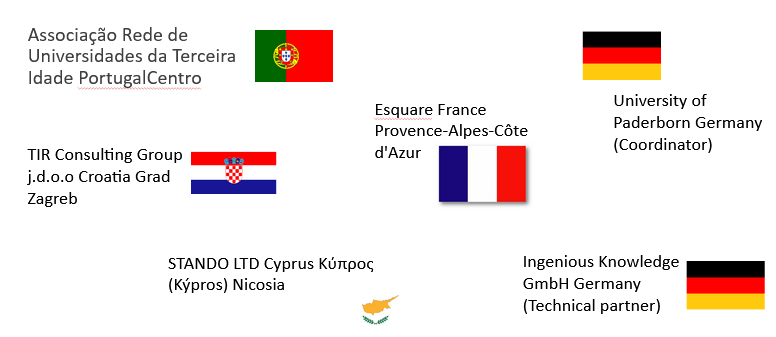 Associação Rede de
Universidades da Terceira
Idade PortugalCentro
University of
Paderborn Germany
(Coordinator)
Esquare France
Provence-Alpes-Côte
d'Azur
TIR Consulting Group
j.d.o.o Croatia Grad
Zagreb
STANDO LTD Cyprus Κύπρος
(Kýpros) Nicosia
Ingenious Knowledge
GmbH Germany
(Technical partner)